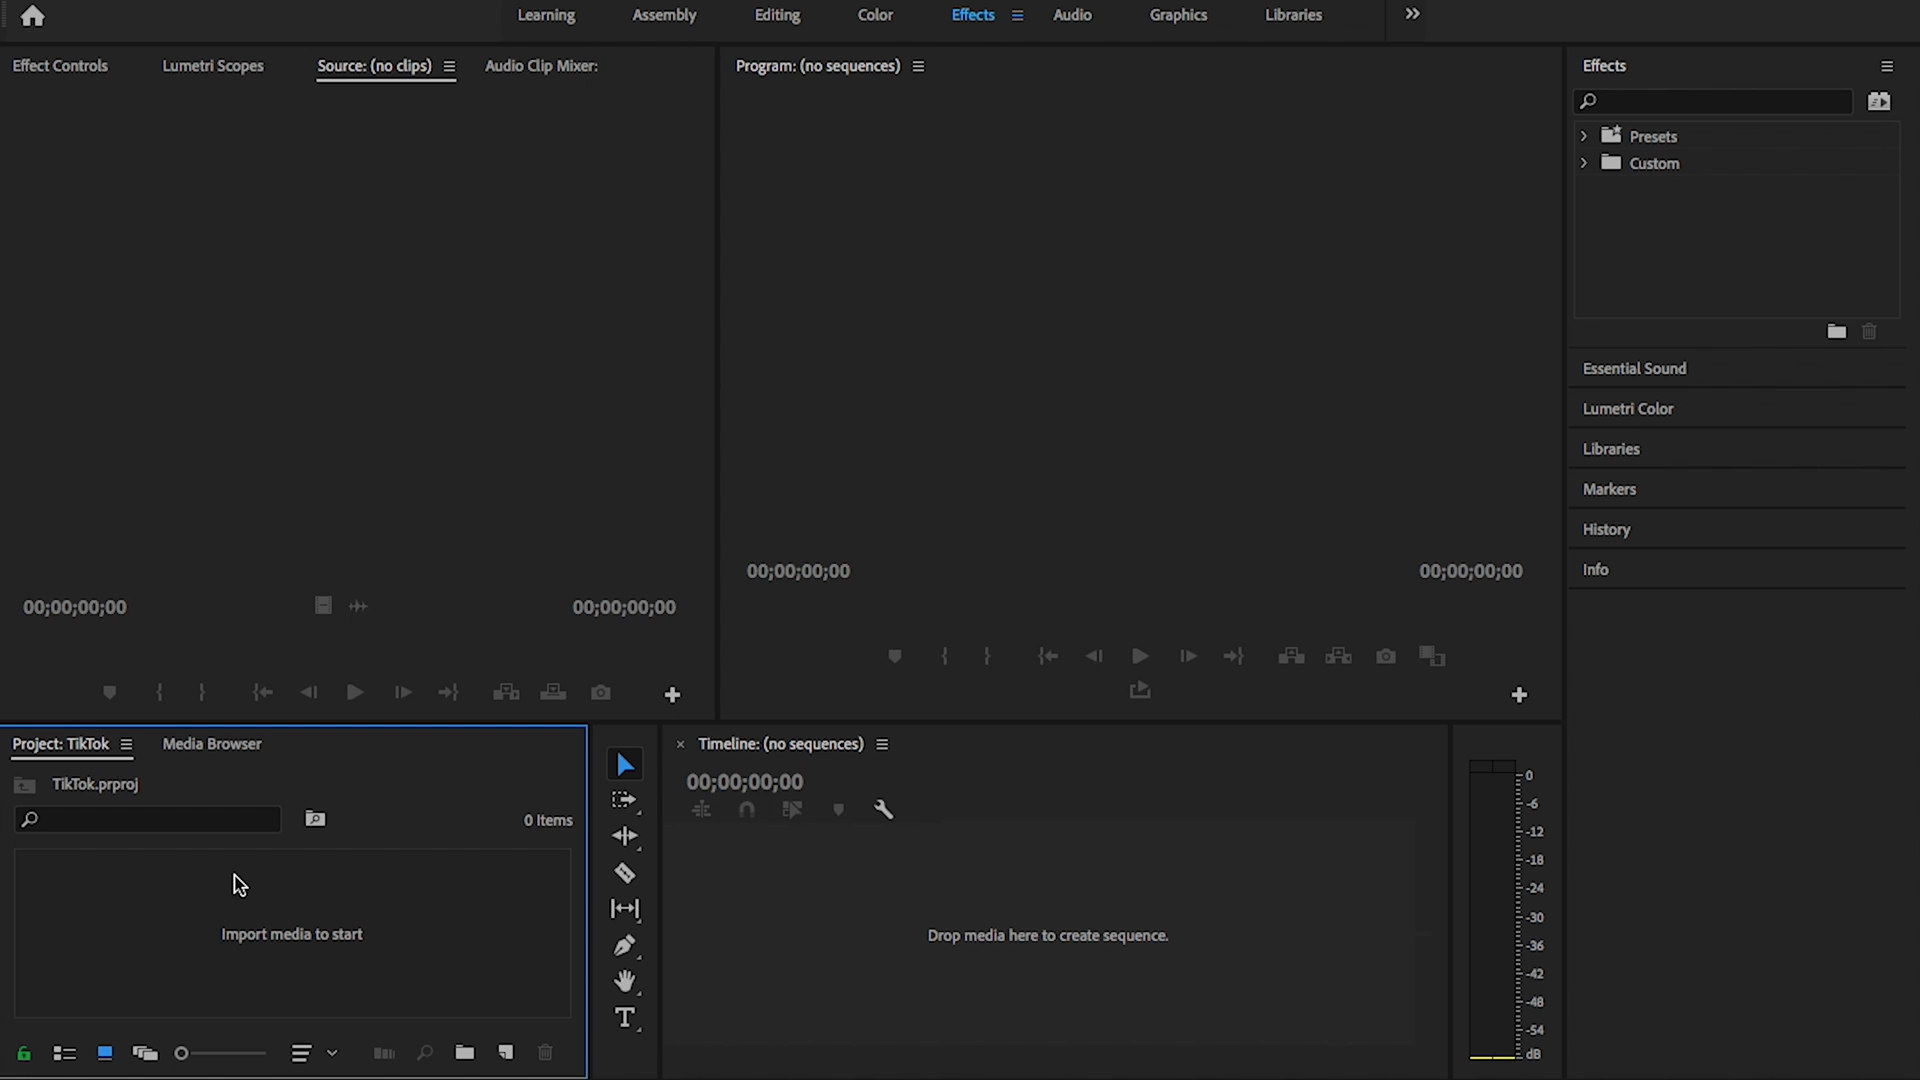 Learning Assembly Editing Color Effects Audio Graphics Libraries
Effect Controls Lumetri Scopes Source: (no clips) Audio Clip Mixer:
Program: (no sequences)
Effects
Presets
Custom
Essential Sound
Lumetri Color
Libraries
Markers
History
Info
00;00;00;00 00;00;00;00
00;00;00;00 00;00;00;00
Project: TikTok Media Browser
TikTok.prproj
0 Items
Import media to start
Timeline: (no sequences)
00;00;00;00
Drop media here to create sequence.
0
-6
-12
-18
-24
-30
-36
-42
-48
-54
dB